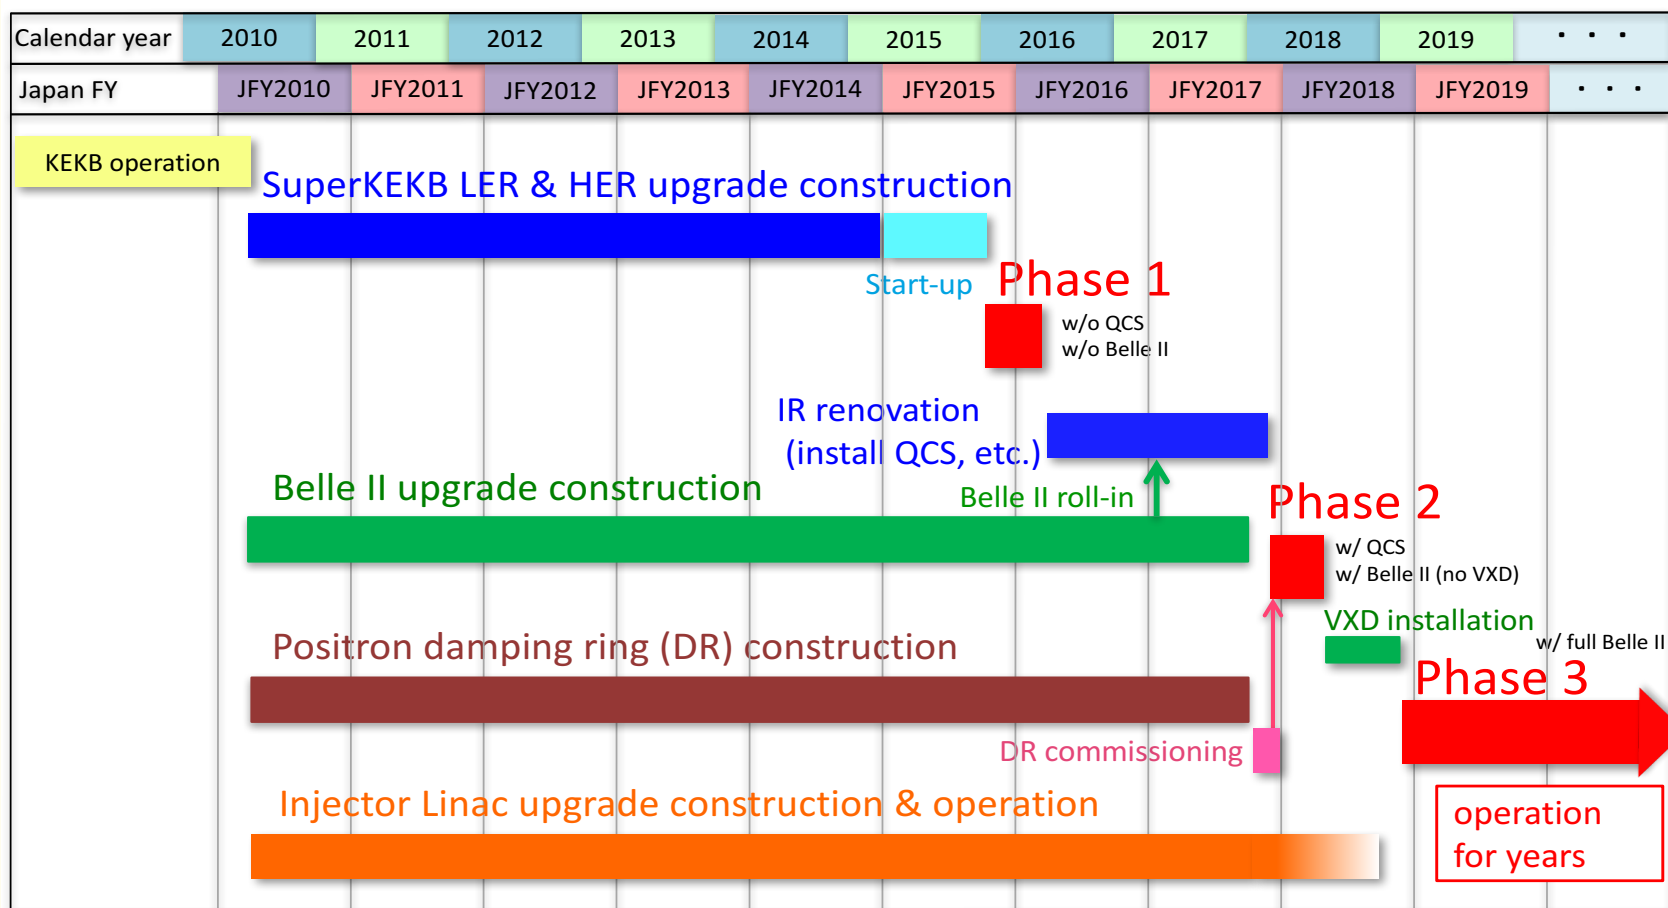 Calendar year 2010 2011 2012 2013 2014 2015 2016 2017 2018 2019 · · ·
Japan FY JFY2010 JFY2011 JFY2012 JFY2013 JFY2014 JFY2015 JFY2016 JFY2017 JFY2018 JFY2019 · · ·
KEKB operation
SuperKEKB LER & HER upgrade construction
Start-up
Phase 1
w/o QCS
w/o Belle II
IR renovation
(install QCS, etc.)
Belle II upgrade construction
Belle II roll-in
Phase 2
w/ QCS
w/ Belle II (no VXD)
VXD installation
w/ full Belle II
Positron damping ring (DR) construction
Phase 3
DR commissioning
Injector Linac upgrade construction & operation
operation
for years